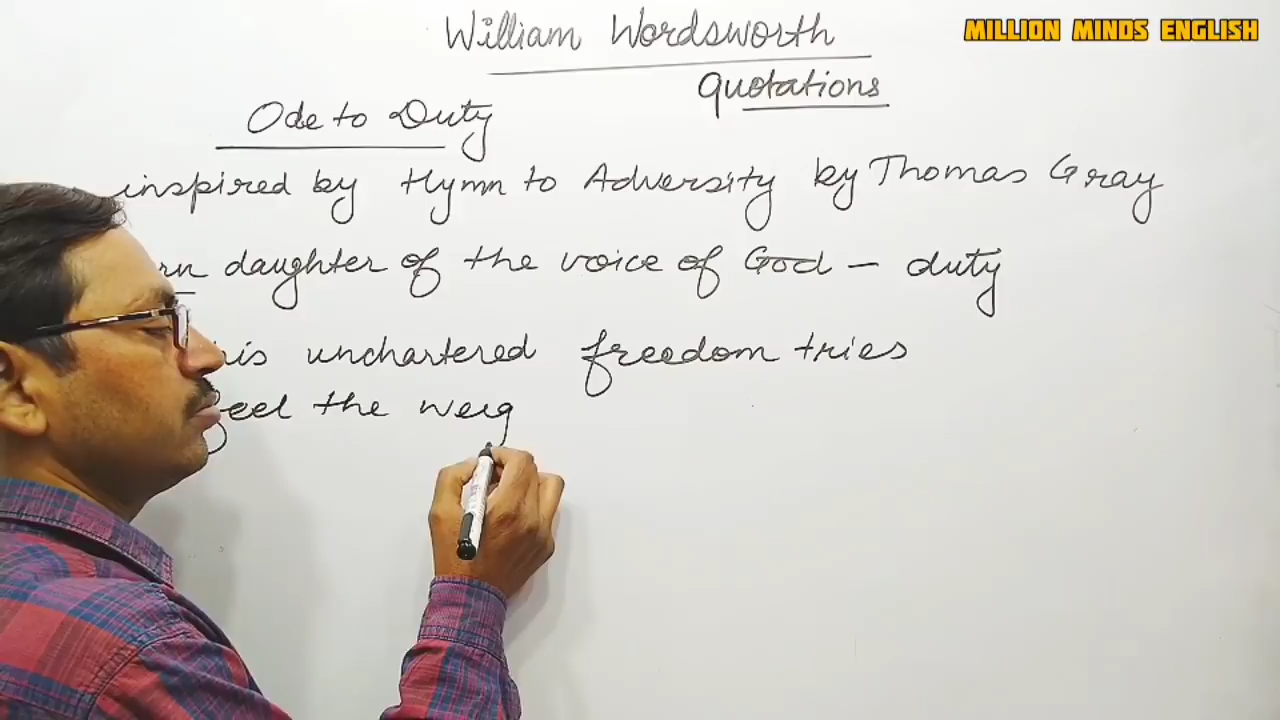 William Wordsworth
MILLION MINDS ENGLISH
Quotations
Ode to Duty
inspired by Hymn to Adversity by Thomas Gray
daughter of the voice of God - duty
unchartered freedom tries
the weig